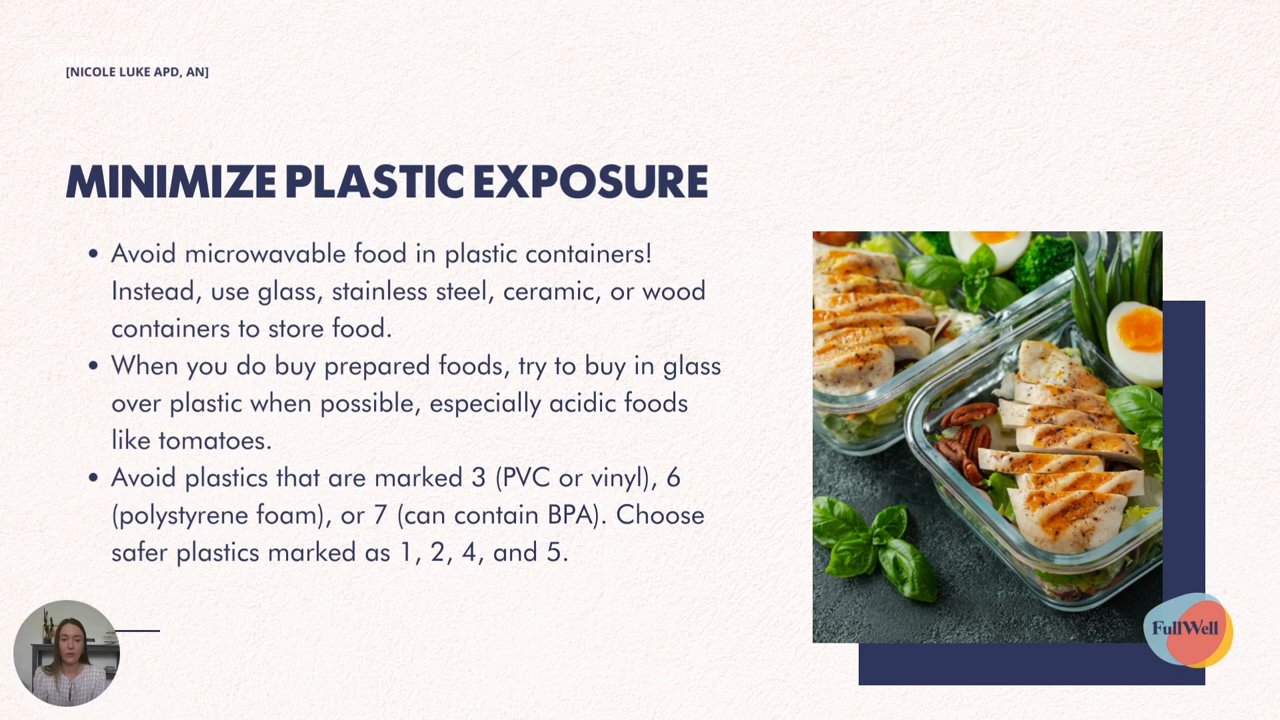 [NICOLE LUKE APD, AN]
MINIMIZE PLASTIC EXPOSURE
• Avoid microwavable food in plastic containers!
Instead, use glass, stainless steel, ceramic, or wood
containers to store food.
• When you do buy prepared foods, try to buy in glass
over plastic when possible, especially acidic foods
like tomatoes.
• Avoid plastics that are marked 3 (PVC or vinyl), 6
(polystyrene foam), or 7 (can contain BPA). Choose
safer plastics marked as 1, 2, 4, and 5.
FullWell